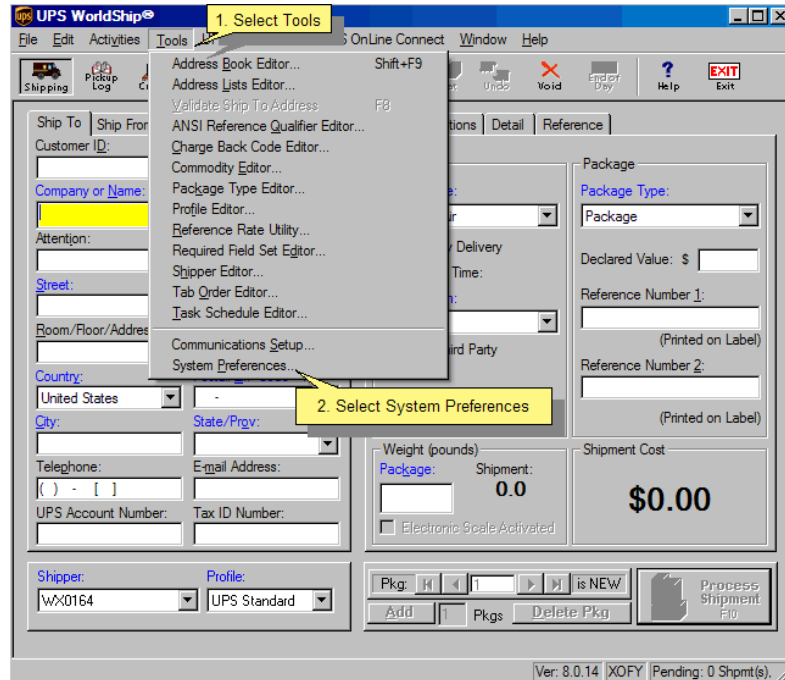 UPS WorldShip®
1. Select Tools
File Edit Activities Tools OnLine Connect Window Help
Shipping
Pickup Log
Undo
Void
End of Day
Help
EXIT
Exit
Address Book Editor... Shift+F9
Address Lists Editor...
Validate Ship To Address F8
ANSI Reference Qualifier Editor...
Charge Back Code Editor...
Commodity Editor...
Package Type Editor...
Profile Editor...
Reference Rate Utility...
Required Field Set Editor...
Shipper Editor...
Tab Order Editor...
Task Schedule Editor...
Communications Setup...
System Preferences...
2. Select System Preferences
Ship To Ship From
Customer ID:
Company or Name:
Attention:
Street:
Room/Floor/Address
Country:
United States
-
City: State/Prov:
Telephone: E-mail Address:
( ) - [ ]
UPS Account Number: Tax ID Number:
Detail Reference
Delivery
Time:
Third Party
Package
Package Type:
Package
Declared Value: $
Reference Number 1:
(Printed on Label)
Reference Number 2:
(Printed on Label)
Weight (pounds)
Package: Shipment:
0.0
Electronic Scale Activated
Shipment Cost
$0.00
Shipper: Profile:
WX0164 UPS Standard
Pkg: 1 is NEW
Add 1 Pkgs Delete Pkg
Process
Shipment
F10
Ver: 8.0.14 XOFY Pending: 0 Shpmt(s),